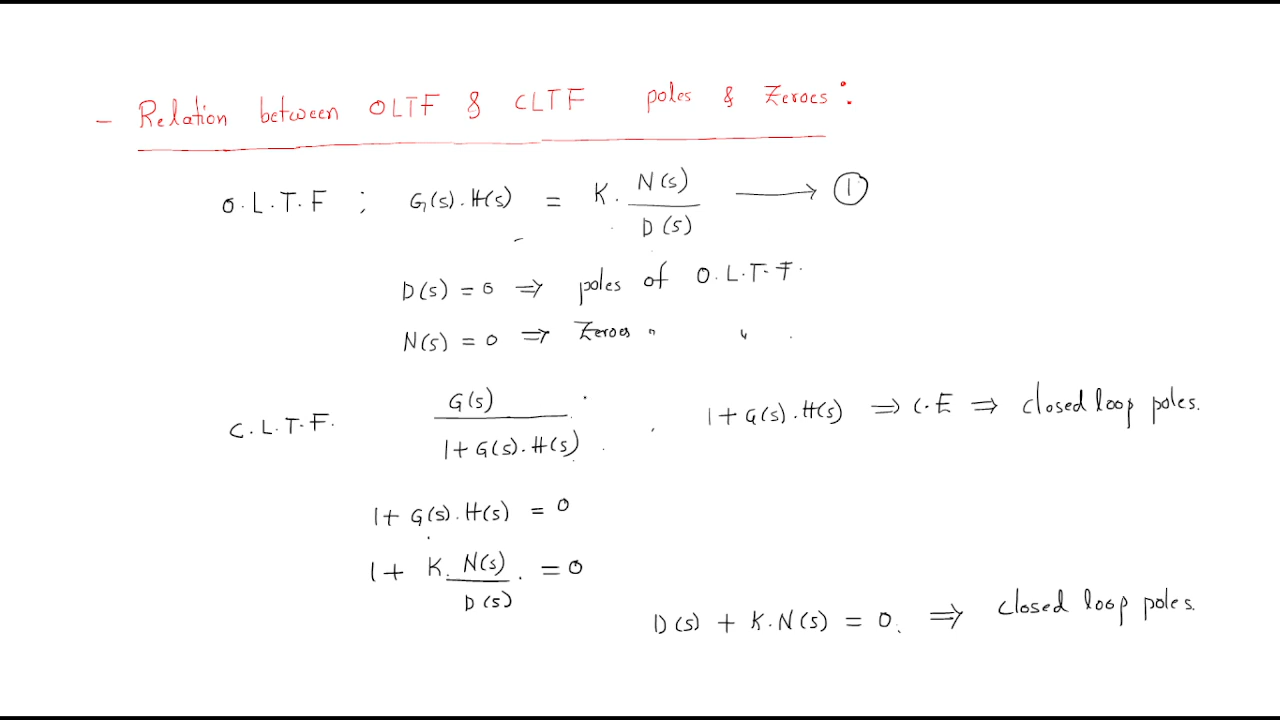 - Relation between OLTF & CLTF poles & Zeroes :
O.L.T.F ; G(s).H(s) = K. N(s) / D(s) ⟶ ①
D(s) = 0 ⇒ poles of O.L.T.F.
N(s) = 0 ⇒ Zeroes " "
C.L.T.F. G(s) / 1+G(s).H(s) . 1+G(s).H(s) ⇒ C.E ⇒ closed loop poles.
1+ G(s).H(s) = 0
1+ K. N(s) / D(s) = 0
D(s) + K.N(s) = 0. ⇒ closed loop poles.